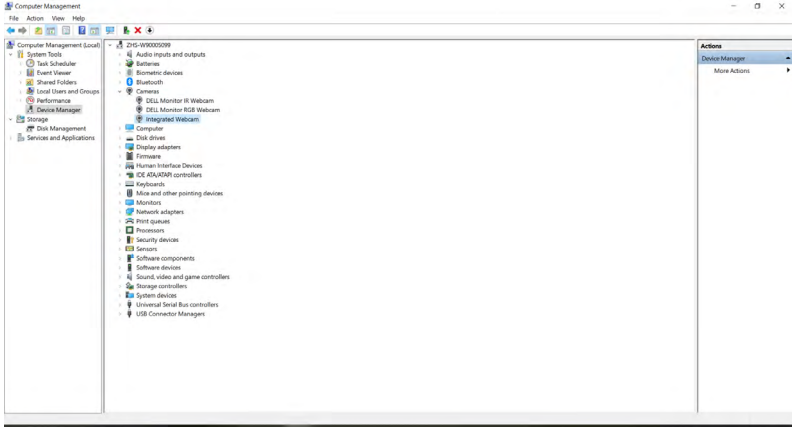 Computer Management
File Action View Help
Computer Management (Local)
System Tools
Task Scheduler
Event Viewer
Shared Folders
Local Users and Groups
Performance
Device Manager
Storage
Disk Management
Services and Applications
ZHS-W90005099
Audio inputs and outputs
Batteries
Biometric devices
Bluetooth
Cameras
DELL Monitor IR Webcam
DELL Monitor RGB Webcam
Integrated Webcam
Computer
Disk drives
Display adapters
Firmware
Human Interface Devices
IDE ATA/ATAPI controllers
Keyboards
Mice and other pointing devices
Monitors
Network adapters
Print queues
Processors
Security devices
Sensors
Software components
Software devices
Sound, video and game controllers
Storage controllers
System devices
Universal Serial Bus controllers
USB Connector Managers
Actions
Device Manager
More Actions